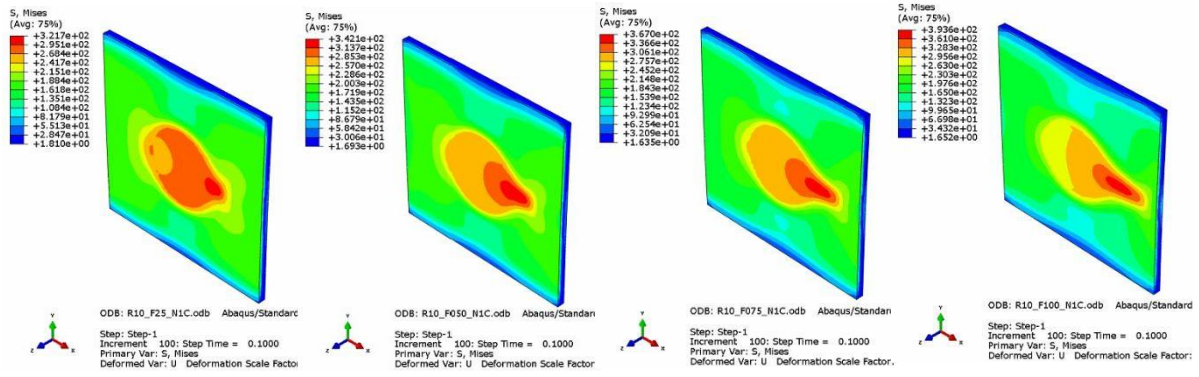 S, Mises
(Avg: 75%)
+3.217e+02
+2.951e+02
+2.684e+02
+2.417e+02
+2.151e+02
+1.884e+02
+1.618e+02
+1.351e+02
+1.084e+02
+8.179e+01
+5.513e+01
+2.847e+01
+1.810e+00
Y
Z
X
ODB: R10_F25_N1C.odb Abaqus/Standard
Step: Step-1
Increment 100: Step Time = 0.1000
Primary Var: S, Mises
Deformed Var: U Deformation Scale Factor:
S, Mises
(Avg: 75%)
+3.421e+02
+3.137e+02
+2.853e+02
+2.570e+02
+2.286e+02
+2.003e+02
+1.719e+02
+1.435e+02
+1.152e+02
+8.679e+01
+5.842e+01
+3.006e+01
+1.693e+00
Y
Z
X
ODB: R10_F050_N1C.odb Abaqus/Standar
Step: Step-1
Increment 100: Step Time = 0.1000
Primary Var: S, Mises
Deformed Var: U Deformation Scale Facto
S, Mises
(Avg: 75%)
+3.670e+02
+3.366e+02
+3.061e+02
+2.757e+02
+2.452e+02
+2.148e+02
+1.843e+02
+1.539e+02
+1.234e+02
+9.299e+01
+6.254e+01
+3.209e+01
+1.635e+00
Y
Z
X
ODB: R10_F075_N1C.odb Abaqus/Standar
Step: Step-1
Increment 100: Step Time = 0.1000
Primary Var: S, Mises
Deformed Var: U Deformation Scale Factor.
S, Mises
(Avg: 75%)
+3.936e+02
+3.610e+02
+3.283e+02
+2.956e+02
+2.630e+02
+2.303e+02
+1.976e+02
+1.650e+02
+1.323e+02
+9.965e+01
+6.698e+01
+3.432e+01
+1.652e+00
Y
Z
X
ODB: R10_F100_N1C.odb Abaqus/Standard
Step: Step-1
Increment 100: Step Time = 0.1000
Primary Var: S, Mises
Deformed Var: U Deformation Scale Factor: